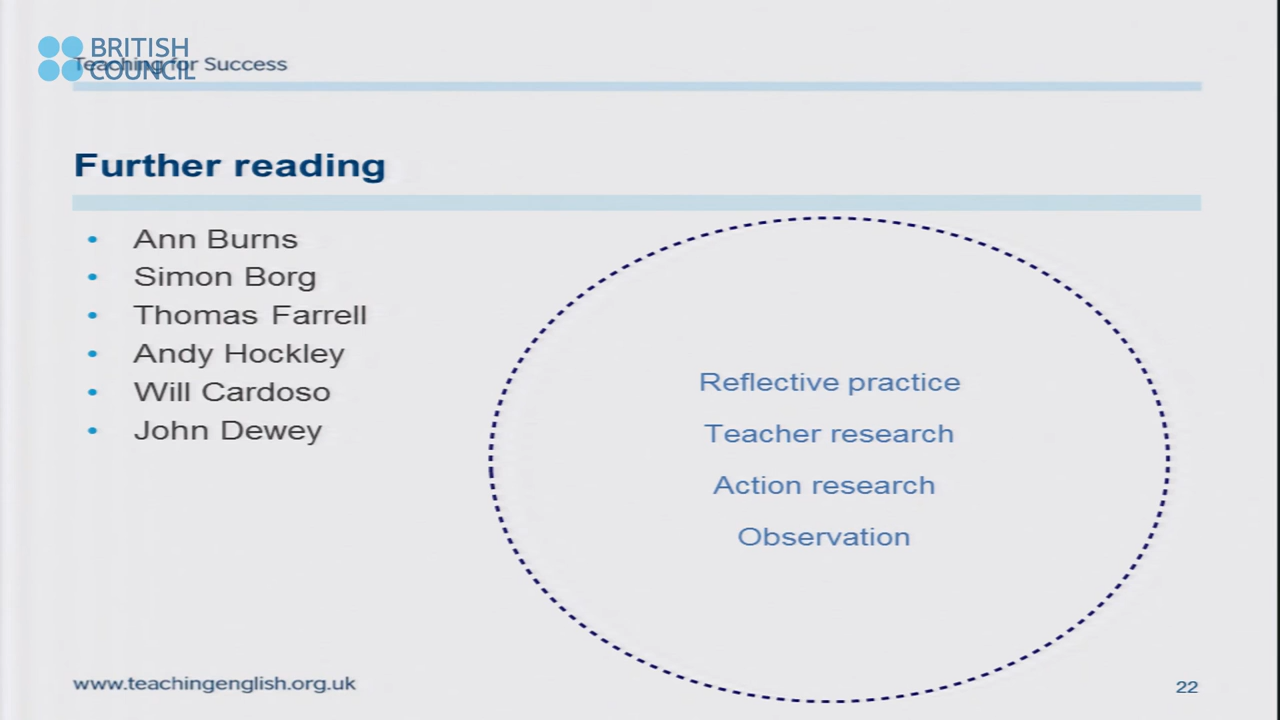 BRITISH
COUNCIL
Teaching for Success
Further reading
• Ann Burns
• Simon Borg
• Thomas Farrell
• Andy Hockley
• Will Cardoso
• John Dewey
Reflective practice
Teacher research
Action research
Observation
www.teachingenglish.org.uk
22